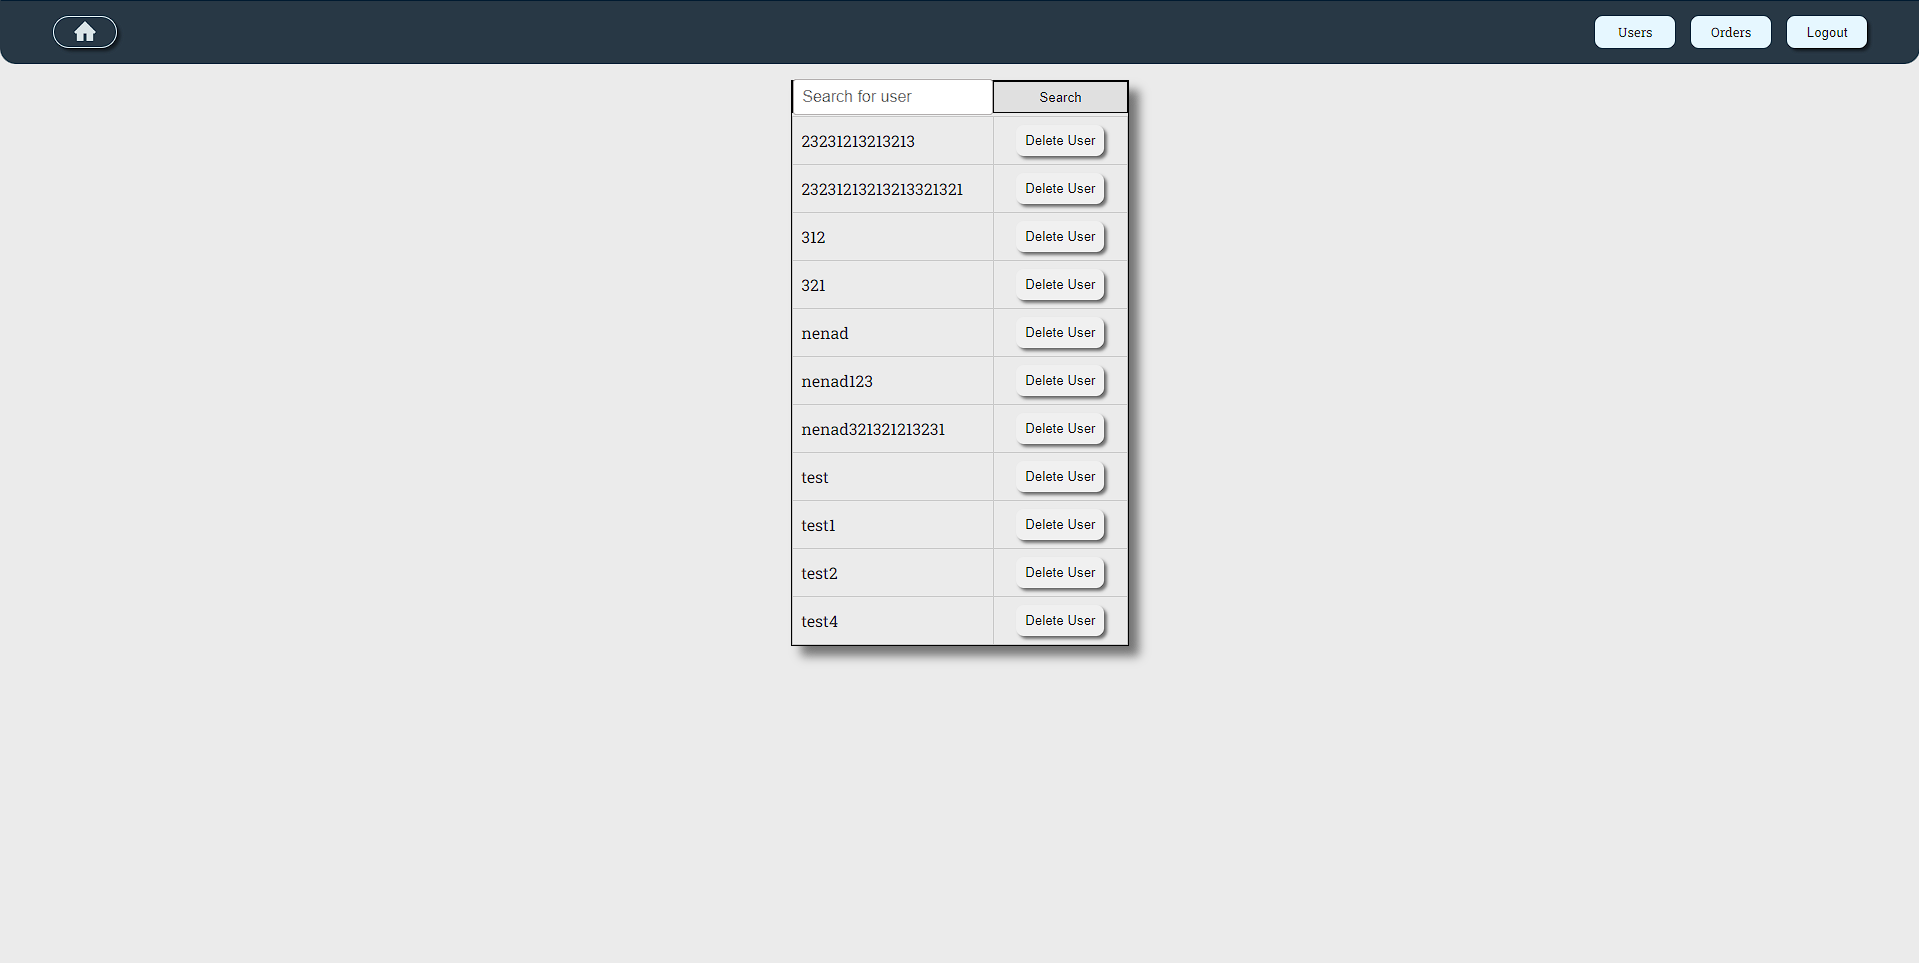 Users Orders Logout
Search for user Search
23231213213213 Delete User
23231213213213321321 Delete User
312 Delete User
321 Delete User
nenad Delete User
nenad123 Delete User
nenad321321213231 Delete User
test Delete User
test1 Delete User
test2 Delete User
test4 Delete User